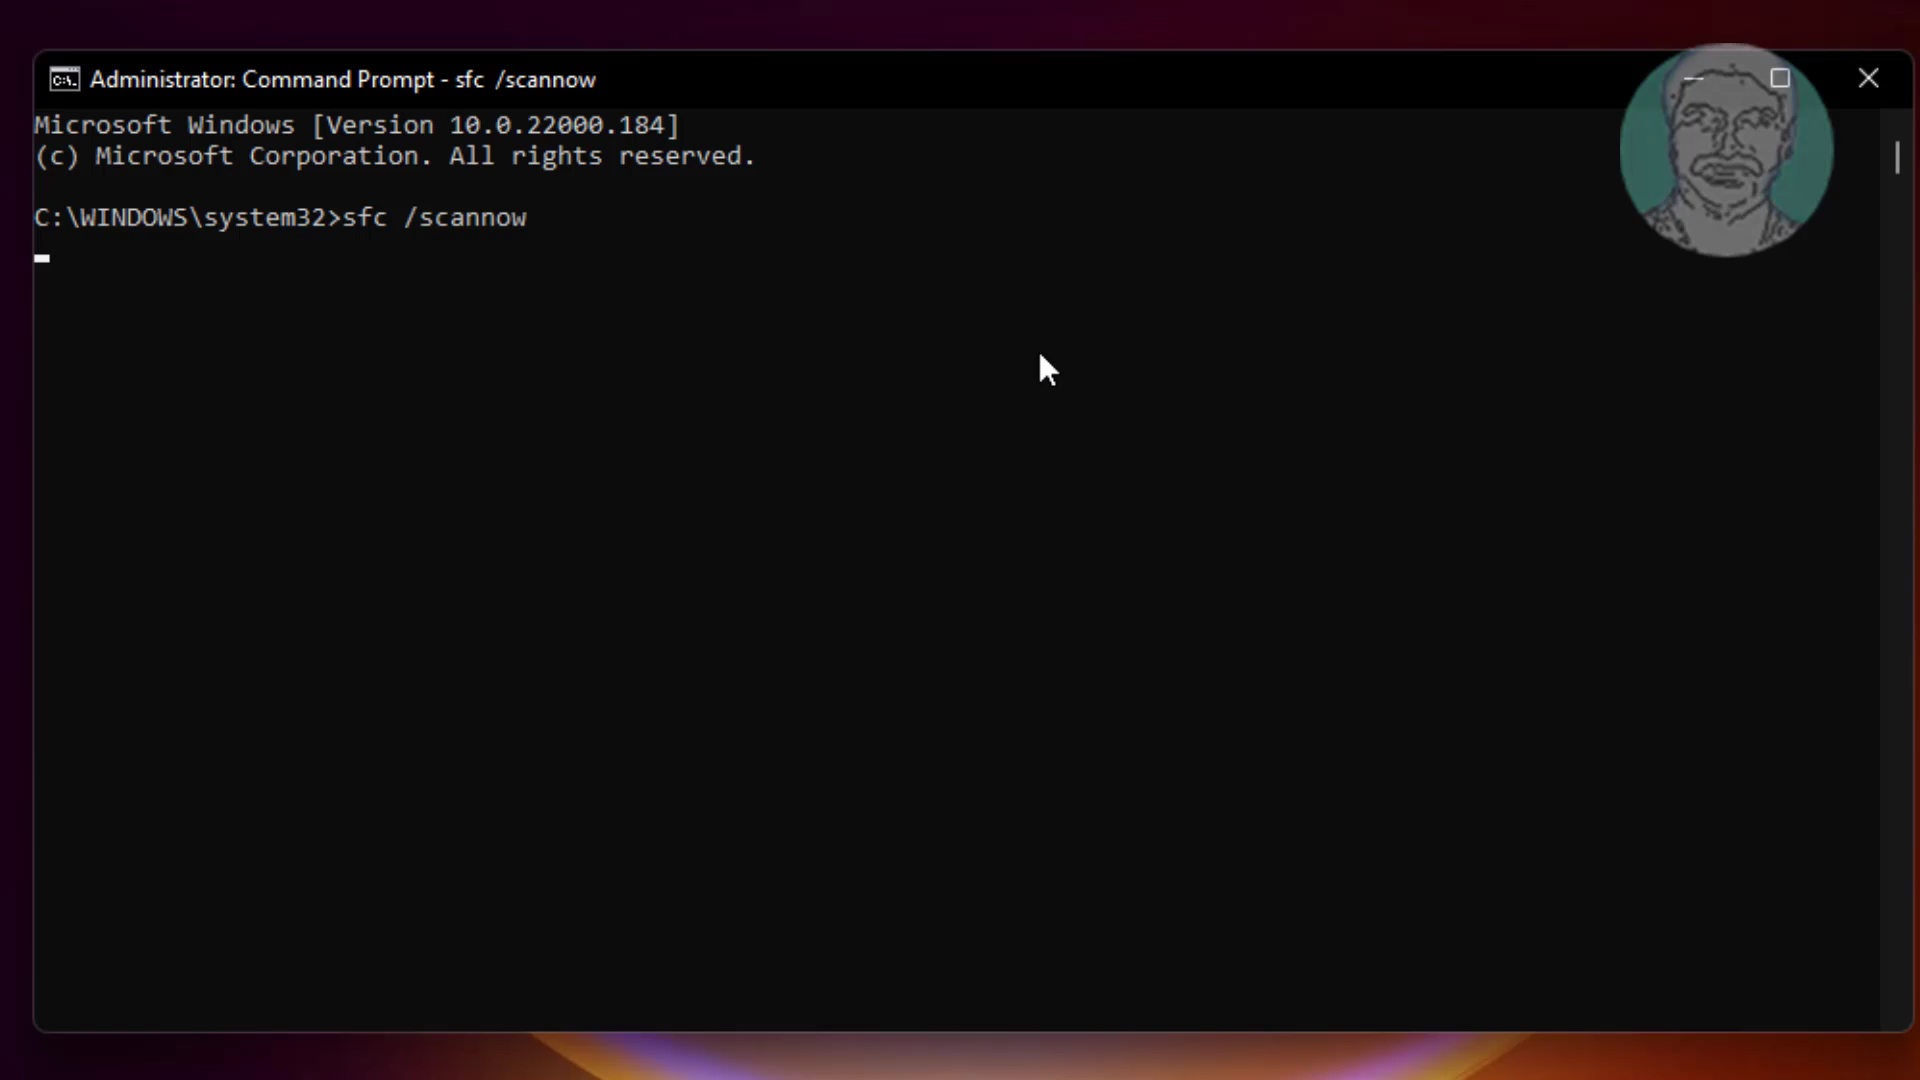 Administrator: Command Prompt - sfc  /scannow
Microsoft Windows [Version 10.0.22000.184]
(c) Microsoft Corporation. All rights reserved.
C:\WINDOWS\system32>sfc /scannow